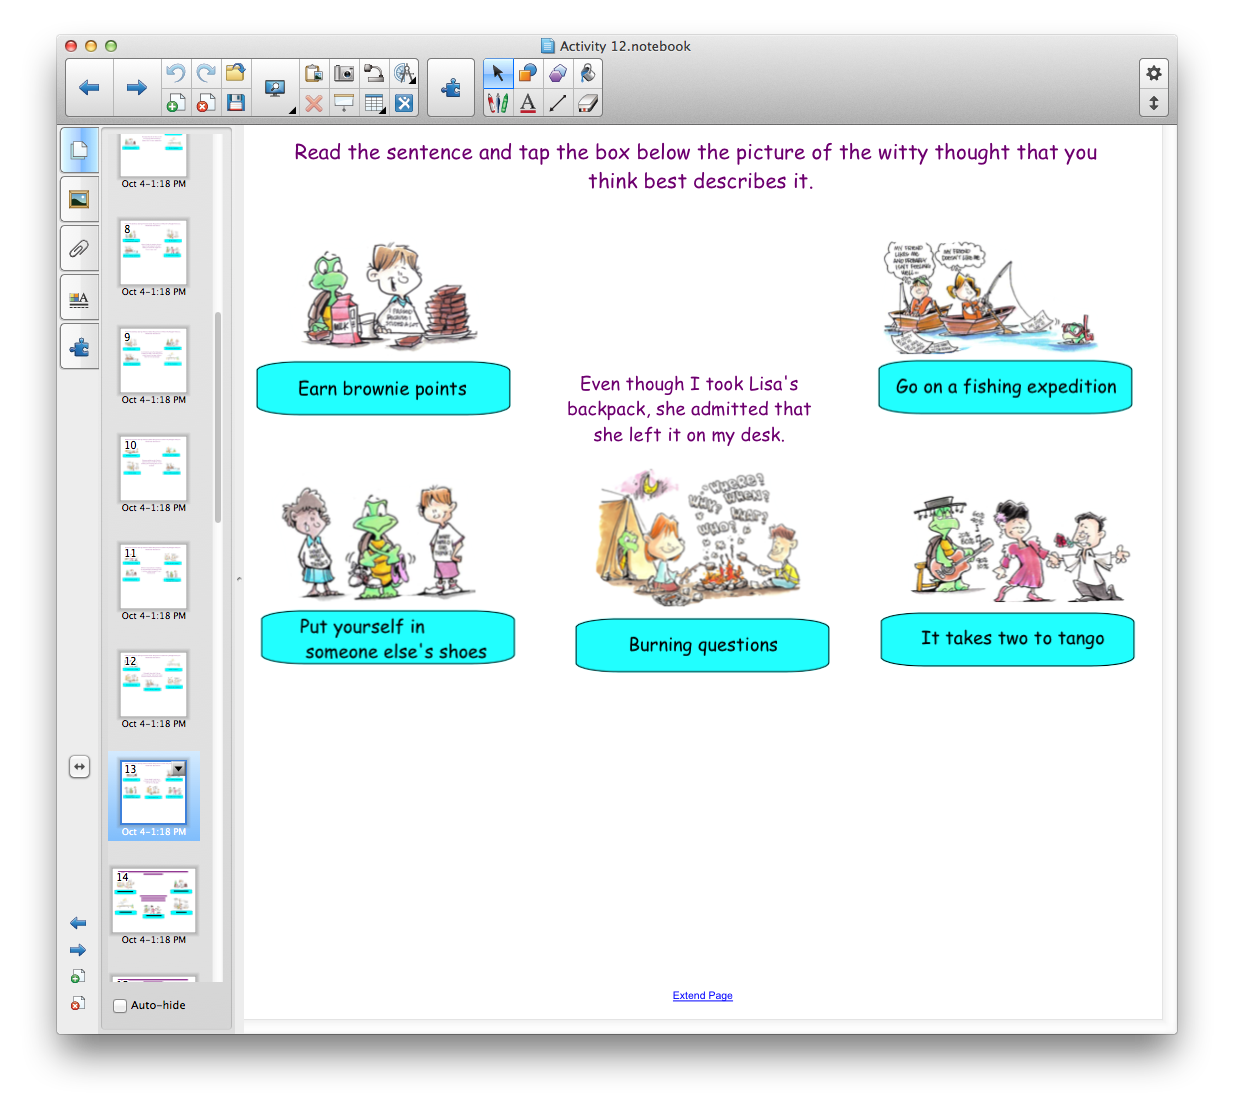 Activity 12.notebook
Read the sentence and tap the box below the picture of the witty thought that you
think best describes it.
Oct 4-1:18 PM
8
Oct 4-1:18 PM
9
Oct 4-1:18 PM
10
Oct 4-1:18 PM
11
Oct 4-1:18 PM
12
Oct 4-1:18 PM
13
Oct 4-1:18 PM
14
Oct 4-1:18 PM
Auto-hide
MY FRIEND
LIKES ME
AND PROBABLY
ISN'T FEELING
WELL
MY FRIEND
DOESN'T LIKE ME
MILK
Earn brownie points
Go on a fishing expedition
Even though I took Lisa's
backpack, she admitted that
she left it on my desk.
WHERE?
WHY?
WHEN?
WHAT?
WHO?
Put yourself in
someone else's shoes
Burning questions
It takes two to tango
Extend Page